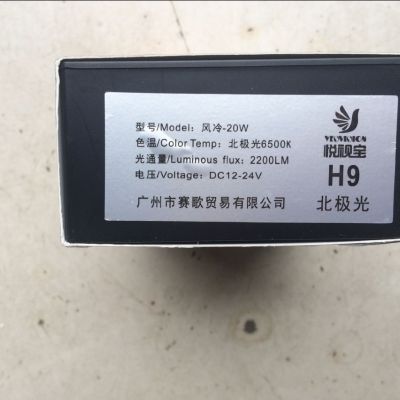 型号/Model: 风冷-20W
色温/Color Temp: 北极光6500K
光通量/Luminous flux: 2200LM
电压/Voltage: DC12-24V
广州市赛歌贸易有限公司
悦视宝
H9
北极光